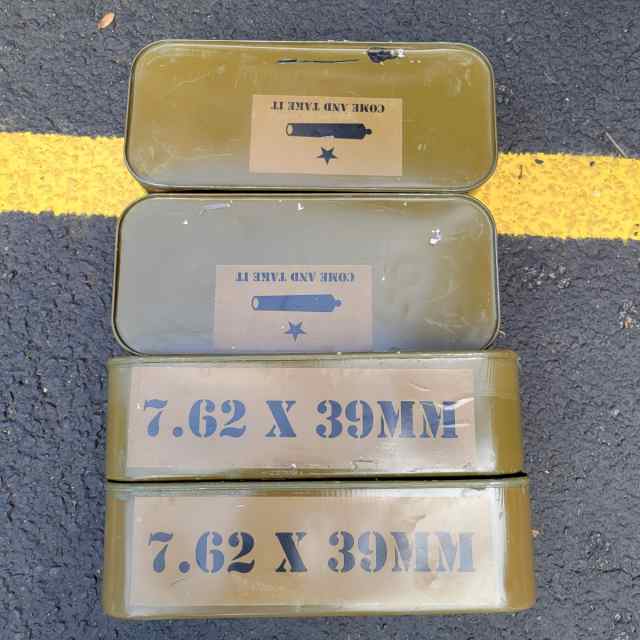 COME AND TAKE IT
COME AND TAKE IT
7.62 X 39MM
7.62 X 39MM